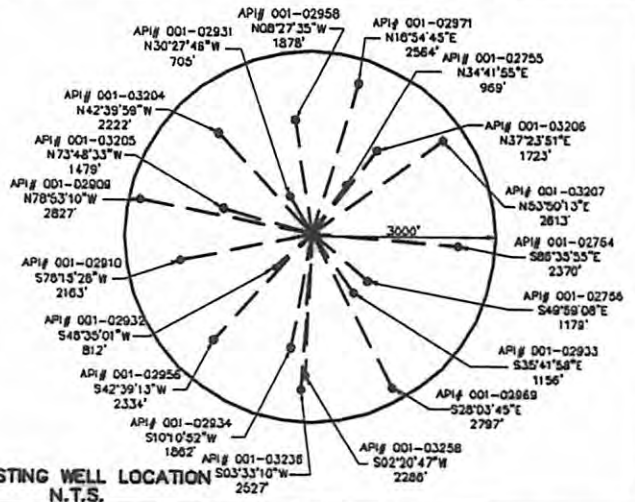 API# 001-02958
N08°27'35"W
1878'
API# 001-02931
N30°27'46"W
705'
API# 001-02971
N16°54'45"E
2564'
API# 001-02755
N34°41'55"E
969'
API# 001-03204
N42°39'59"W
2222'
API# 001-03205
N73°48'33"W
1479'
API# 001-02909
N78°53'10"W
2827'
API# 001-03206
N37°23'51"E
1723'
API# 001-03207
N53°50'13"E
2613'
3000'
API# 001-02754
S86°35'55"E
2370'
API# 001-02910
S78°15'28"W
2163'
API# 001-02756
S49°59'08"E
1179'
API# 001-02932
S48°35'01"W
812'
API# 001-02933
S35°41'58"E
1156'
API# 001-02956
S42°39'13"W
2334'
API# 001-02969
S28°03'45"E
2797'
API# 001-02934
S10°10'52"W
1862'
API# 001-03258
S02°20'47"W
2286'
API# 001-03236
S03°33'10"W
2527'
STING WELL LOCATION
N.T.S.